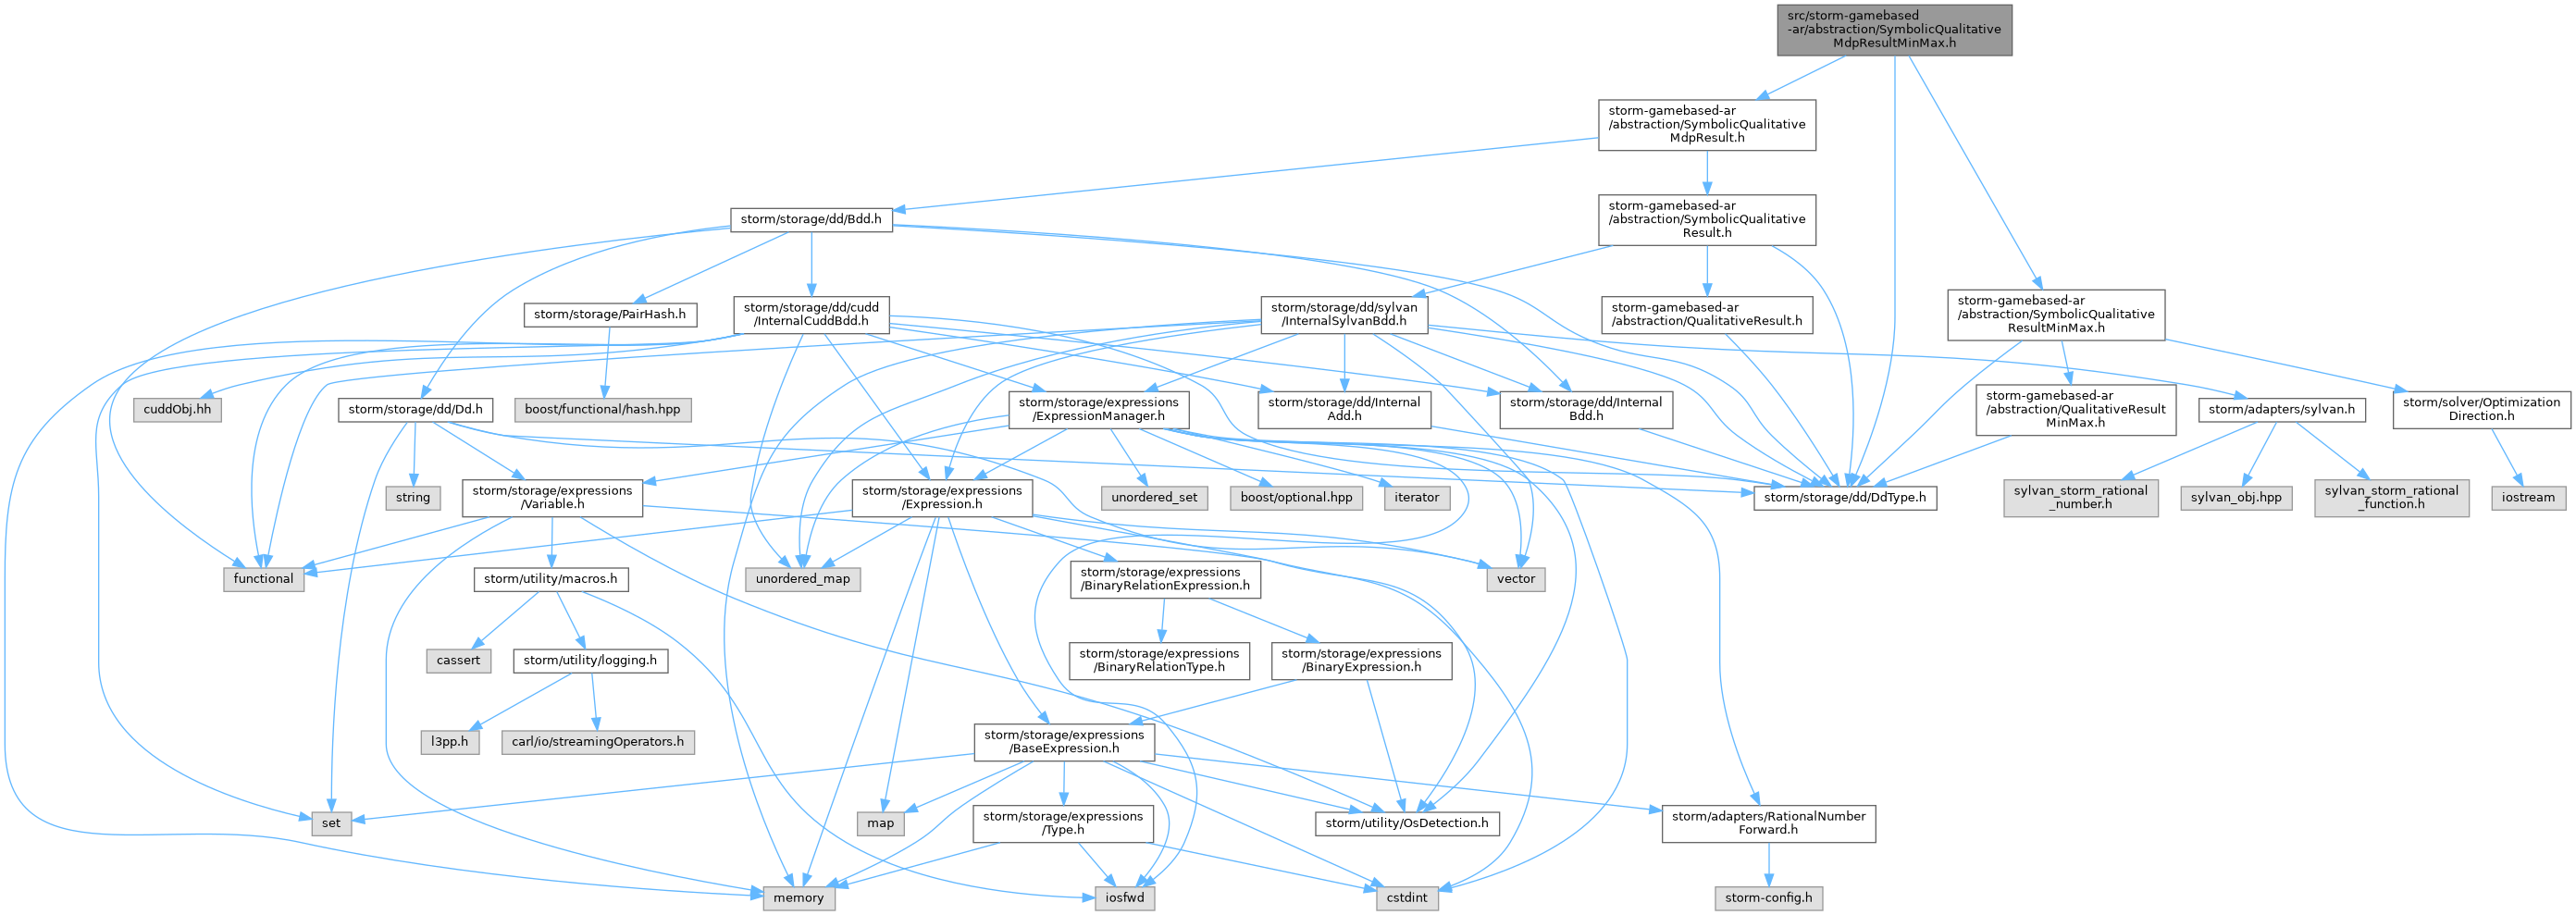 src/storm-gamebased
-ar/abstraction/SymbolicQualitative
MdpResultMinMax.h
storm-gamebased-ar
/abstraction/SymbolicQualitative
MdpResult.h
storm/storage/dd/Bdd.h
storm-gamebased-ar
/abstraction/SymbolicQualitative
Result.h
storm/storage/PairHash.h
storm/storage/dd/cudd
/InternalCuddBdd.h
storm/storage/dd/sylvan
/InternalSylvanBdd.h
storm-gamebased-ar
/abstraction/QualitativeResult.h
storm-gamebased-ar
/abstraction/SymbolicQualitative
ResultMinMax.h
cuddObj.hh
storm/storage/dd/Dd.h
boost/functional/hash.hpp
storm/storage/expressions
/ExpressionManager.h
storm/storage/dd/Internal
Add.h
storm/storage/dd/Internal
Bdd.h
storm-gamebased-ar
/abstraction/QualitativeResult
MinMax.h
storm/adapters/sylvan.h
storm/solver/Optimization
Direction.h
string
storm/storage/expressions
/Variable.h
storm/storage/expressions
/Expression.h
unordered_set
boost/optional.hpp
iterator
storm/storage/dd/DdType.h
sylvan_storm_rational
_number.h
sylvan_obj.hpp
sylvan_storm_rational
_function.h
iostream
functional
storm/utility/macros.h
unordered_map
storm/storage/expressions
/BinaryRelationExpression.h
vector
cassert
storm/utility/logging.h
storm/storage/expressions
/BinaryRelationType.h
storm/storage/expressions
/BinaryExpression.h
l3pp.h
carl/io/streamingOperators.h
storm/storage/expressions
/BaseExpression.h
set
map
storm/storage/expressions
/Type.h
storm/utility/OsDetection.h
storm/adapters/RationalNumber
Forward.h
memory
iosfwd
cstdint
storm-config.h